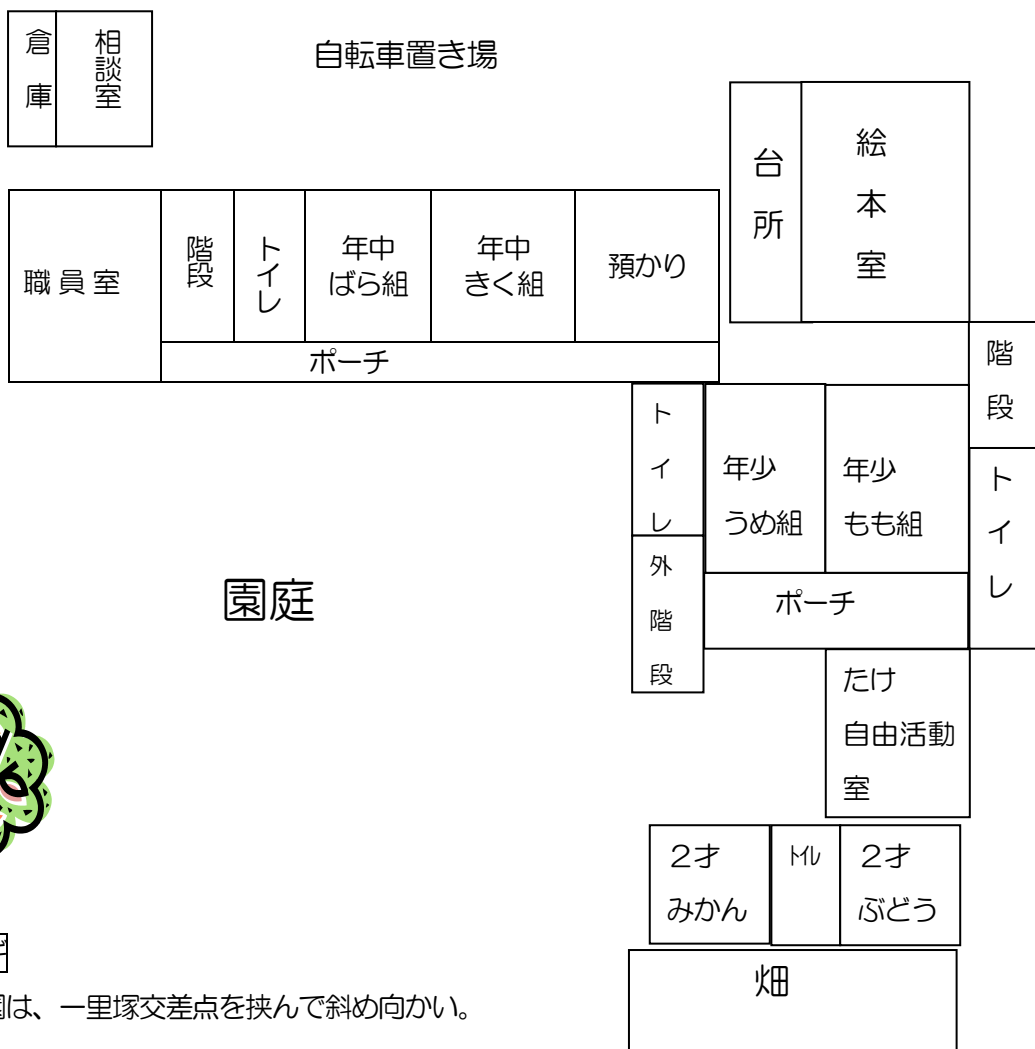 倉庫
相談室
自転車置き場
台所
絵本室
職員室
階段
トイレ
年中
ばら組
年中
きく組
預かり
ポーチ
階段
トイレ
年少
うめ組
年少
もも組
トイレ
外階段
ポーチ
園庭
たけ
自由活動
室
2才
みかん
トイレ
2才
ぶどう
畑
は、一里塚交差点を挟んで斜め向かい。